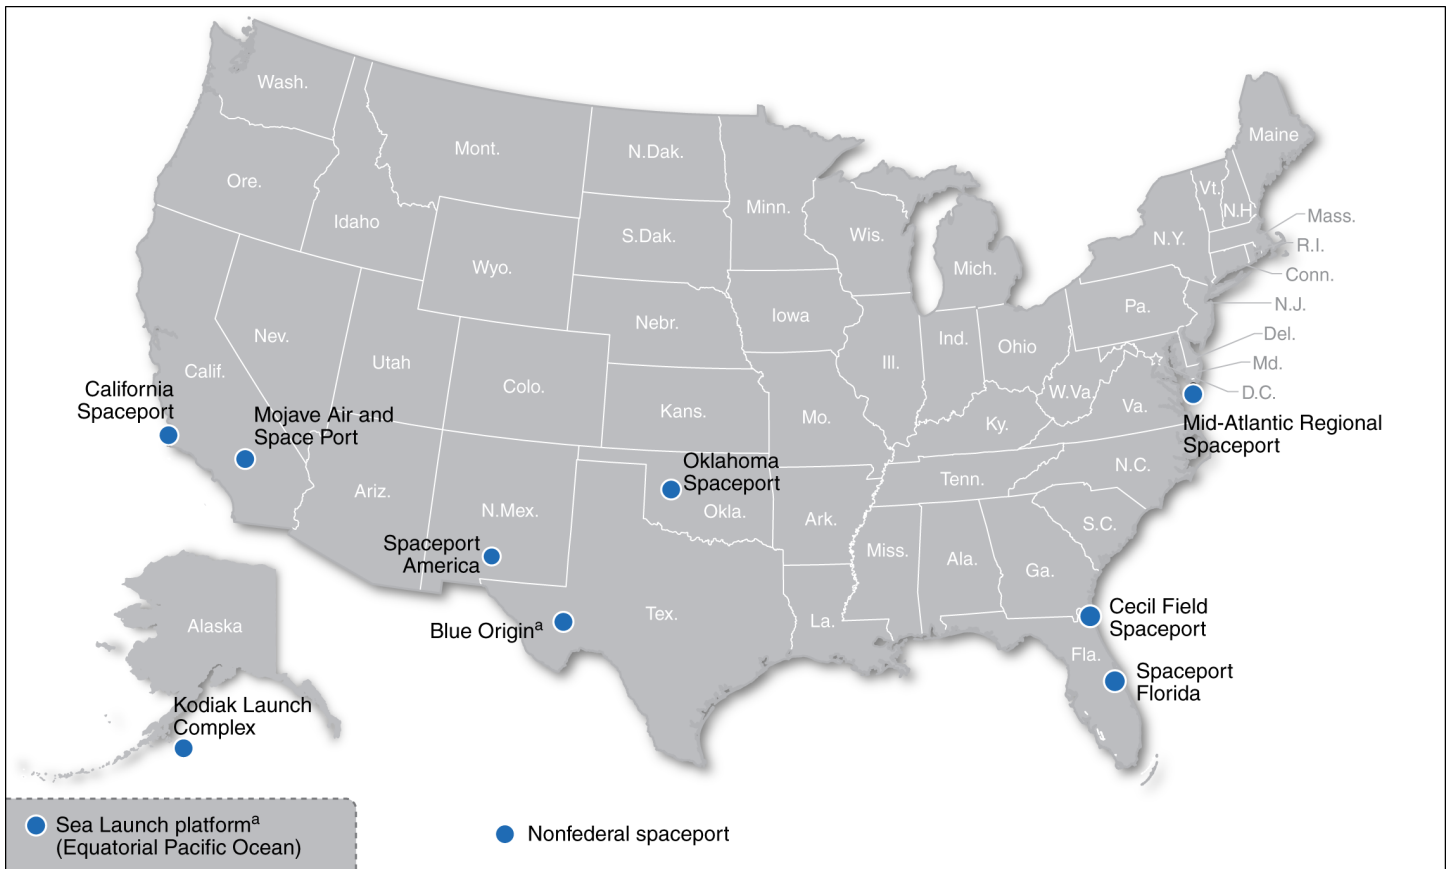 Wash.
Maine
Mont.
N.Dak.
Vt.
Ore.
Minn.
N.H.
Mass.
Idaho
S.Dak.
Wis.
N.Y.
R.I.
Wyo.
Mich.
Conn.
Pa.
N.J.
Iowa
Nebr.
Nev.
Ohio
Ind.
Del.
Utah
Ill.
Md.
Calif.
Colo.
W.Va.
D.C.
California
Spaceport
Mojave Air and
Space Port
Kans.
Mo.
Ky.
Va.
Mid-Atlantic Regional
Spaceport
Oklahoma
Spaceport
N.C.
Tenn.
Ariz.
N.Mex.
Okla.
Ark.
S.C.
Spaceport
America
Miss.
Ala.
Ga.
Cecil Field
Spaceport
Tex.
La.
Alaska
Blue Originª
Fla.
Spaceport
Florida
Kodiak Launch
Complex
Sea Launch platformª
(Equatorial Pacific Ocean)
Nonfederal spaceport